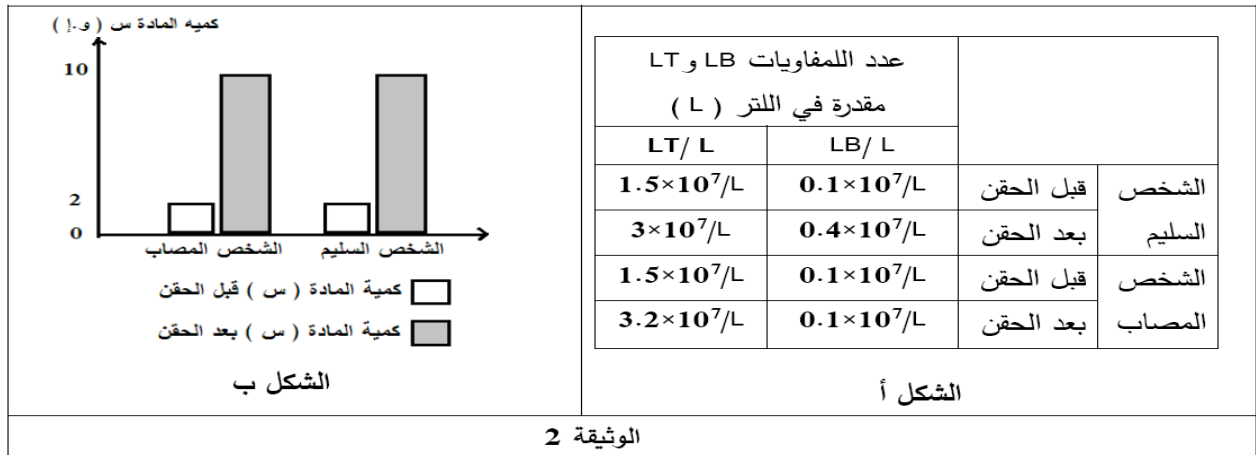 عدد اللمفاويات LB و LT
مقدرة في اللتر ( L )
LB/ L LT/ L
الشخص السليم قبل الحقن 0.1×10⁷/L 1.5×10⁷/L
بعد الحقن 0.4×10⁷/L 3×10⁷/L
الشخص المصاب قبل الحقن 0.1×10⁷/L 1.5×10⁷/L
بعد الحقن 0.1×10⁷/L 3.2×10⁷/L
الشكل أ
كميه المادة س ( و.إ )
10
2
0
الشخص السليم الشخص المصاب
كمية المادة ( س ) قبل الحقن
كمية المادة ( س ) بعد الحقن
الشكل ب
الوثيقة 2